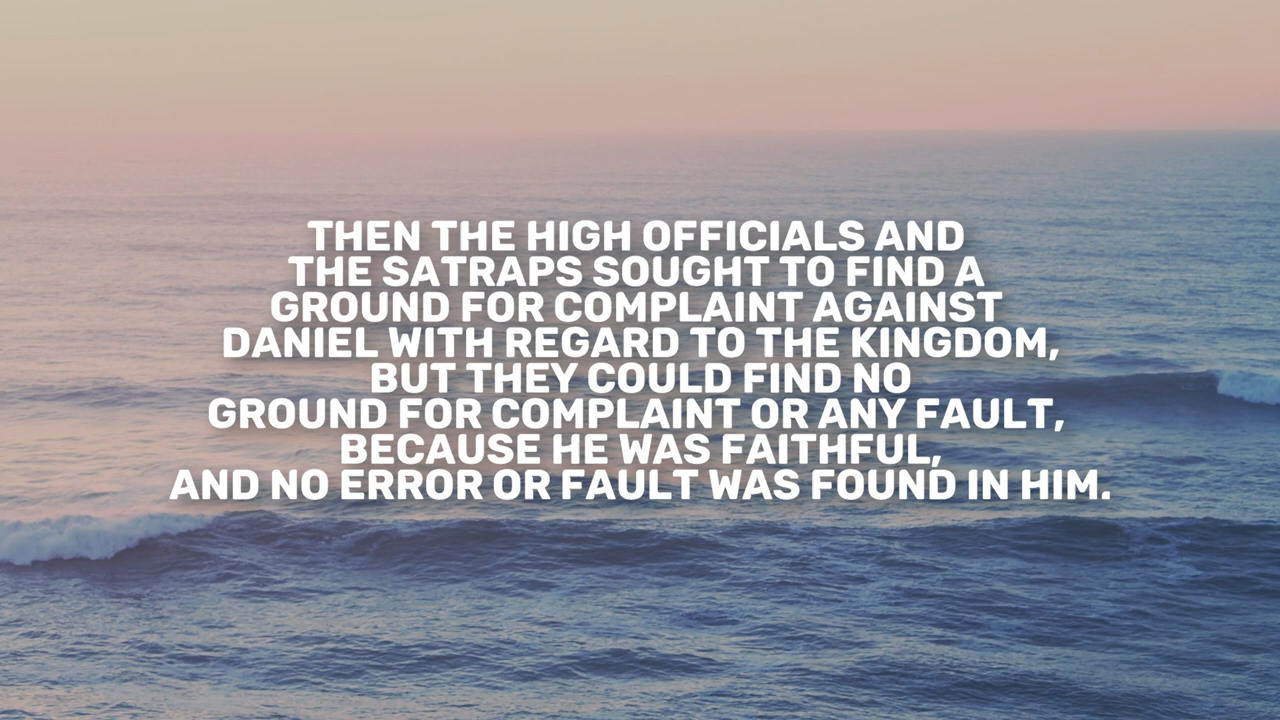 THEN THE HIGH OFFICIALS AND
THE SATRAPS SOUGHT TO FIND A
GROUND FOR COMPLAINT AGAINST
DANIEL WITH REGARD TO THE KINGDOM,
BUT THEY COULD FIND NO
GROUND FOR COMPLAINT OR ANY FAULT,
BECAUSE HE WAS FAITHFUL,
AND NO ERROR OR FAULT WAS FOUND IN HIM.